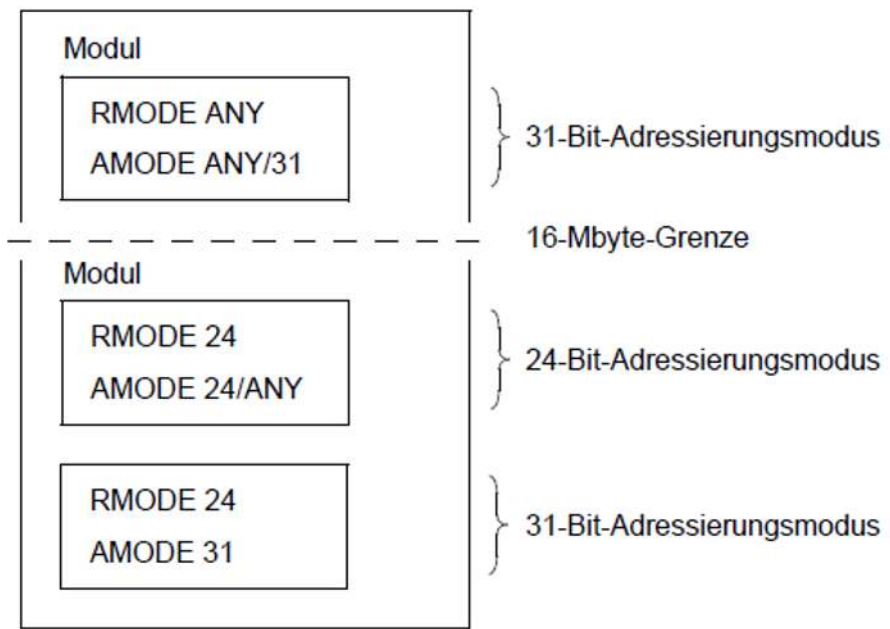 Modul
RMODE ANY
AMODE ANY/31
31-Bit-Adressierungsmodus
16-Mbyte-Grenze
Modul
RMODE 24
AMODE 24/ANY
24-Bit-Adressierungsmodus
RMODE 24
AMODE 31
31-Bit-Adressierungsmodus